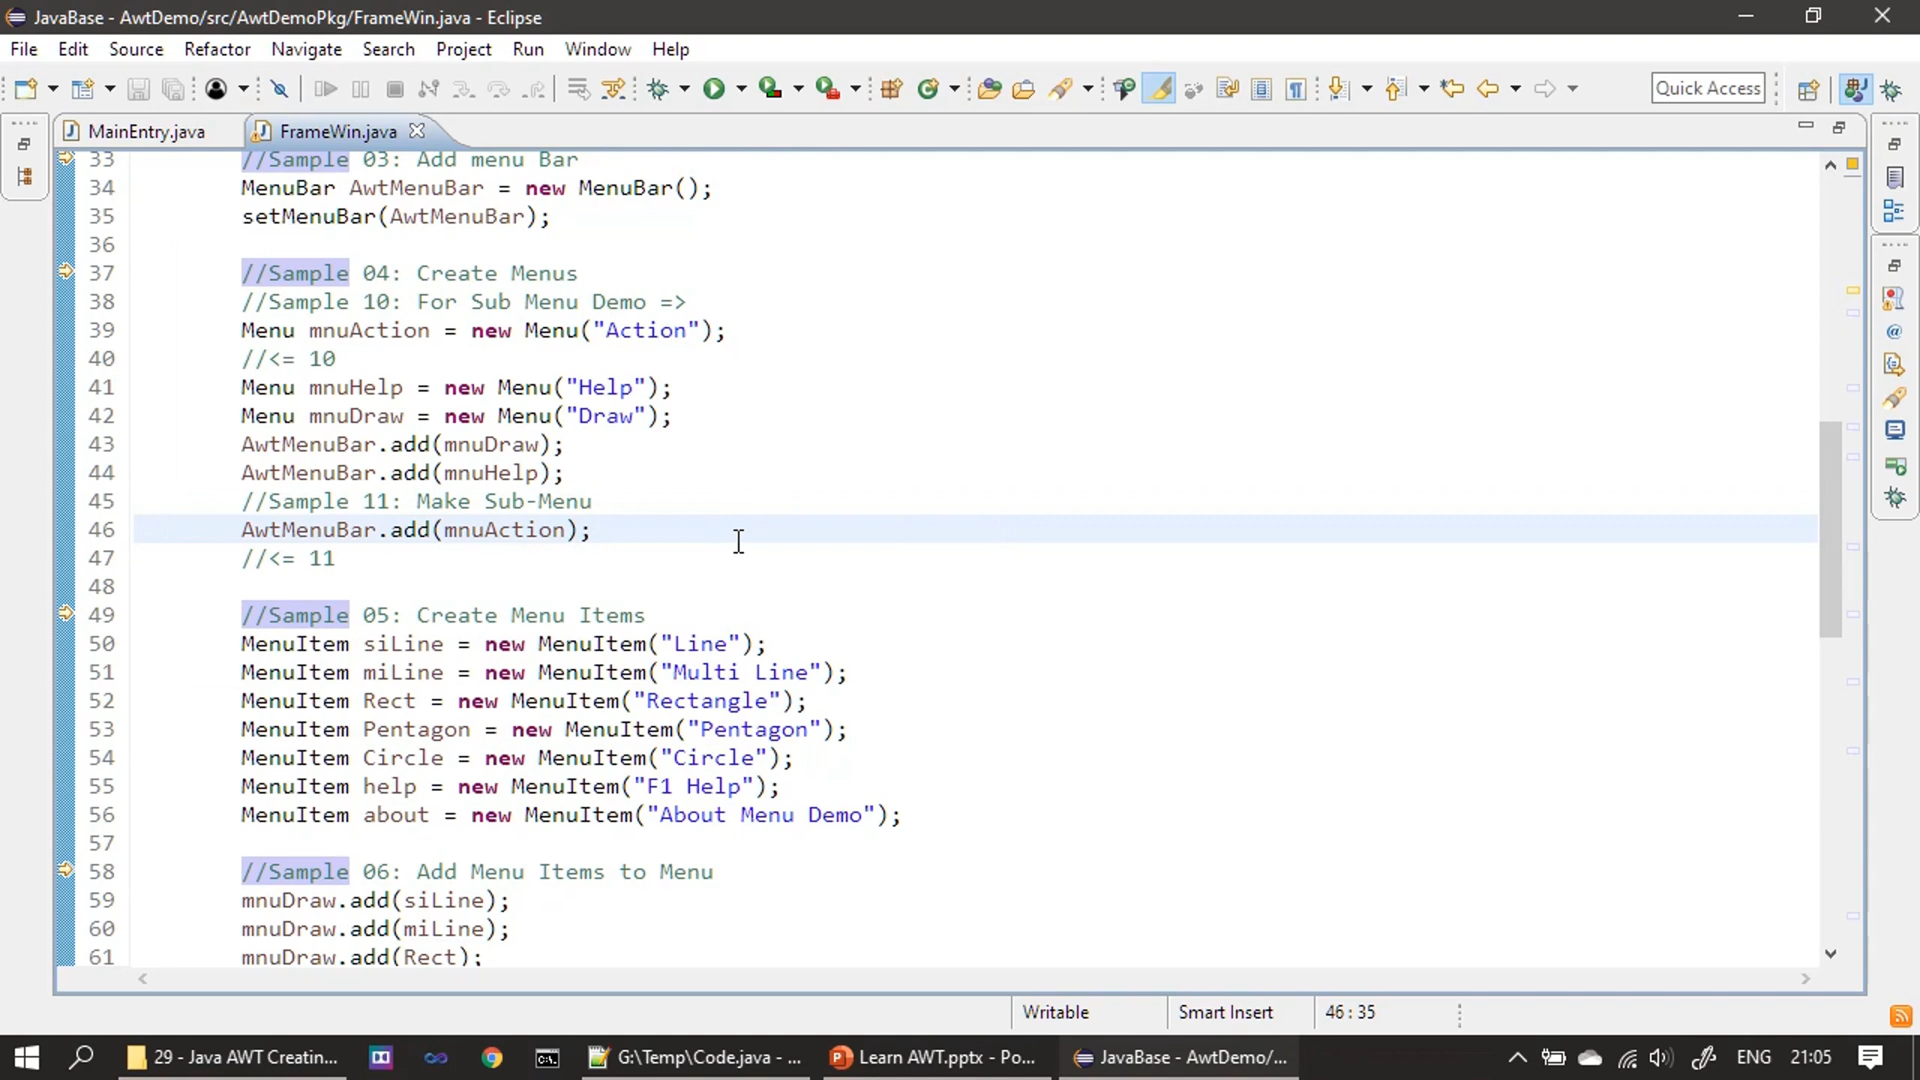 JavaBase - AwtDemo/src/AwtDemoPkg/FrameWin.java - Eclipse
File Edit Source Refactor Navigate Search Project Run Window Help
Quick Access
MainEntry.java FrameWin.java
33 //Sample 03: Add menu Bar
34 MenuBar AwtMenuBar = new MenuBar();
35 setMenuBar(AwtMenuBar);
36
37 //Sample 04: Create Menus
38 //Sample 10: For Sub Menu Demo =>
39 Menu mnuAction = new Menu("Action");
40 //<= 10
41 Menu mnuHelp = new Menu("Help");
42 Menu mnuDraw = new Menu("Draw");
43 AwtMenuBar.add(mnuDraw);
44 AwtMenuBar.add(mnuHelp);
45 //Sample 11: Make Sub-Menu
46 AwtMenuBar.add(mnuAction);
47 //<= 11
48
49 //Sample 05: Create Menu Items
50 MenuItem siLine = new MenuItem("Line");
51 MenuItem miLine = new MenuItem("Multi Line");
52 MenuItem Rect = new MenuItem("Rectangle");
53 MenuItem Pentagon = new MenuItem("Pentagon");
54 MenuItem Circle = new MenuItem("Circle");
55 MenuItem help = new MenuItem("F1 Help");
56 MenuItem about = new MenuItem("About Menu Demo");
57
58 //Sample 06: Add Menu Items to Menu
59 mnuDraw.add(siLine);
60 mnuDraw.add(miLine);
61 mnuDraw.add(Rect);
Writable Smart Insert 46 : 35
29 - Java AWT Creatin... G:\Temp\Code.java - ... Learn AWT.pptx - Po... JavaBase - AwtDemo/... ENG 21:05